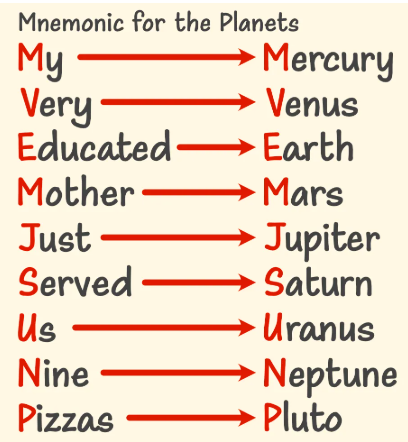 Mnemonic for the Planets
My Mercury
Very Venus
Educated Earth
Mother Mars
Just Jupiter
Served Saturn
Us Uranus
Nine Neptune
Pizzas Pluto